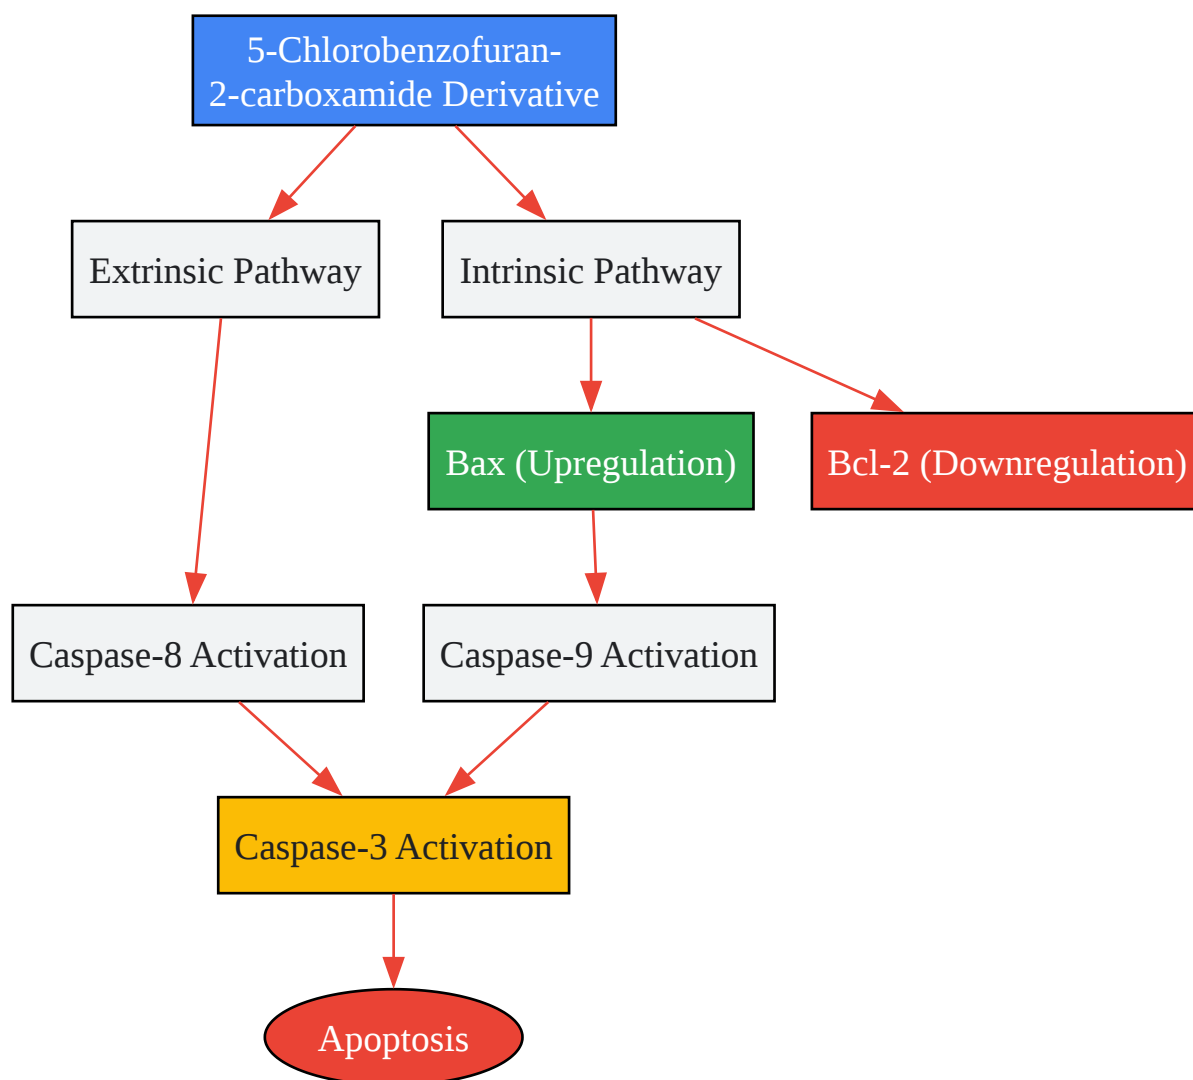 5-Chlorobenzofuran-
2-carboxamide Derivative
Extrinsic Pathway
Intrinsic Pathway
Bax (Upregulation)
Bcl-2 (Downregulation)
Caspase-8 Activation
Caspase-9 Activation
Caspase-3 Activation
Apoptosis